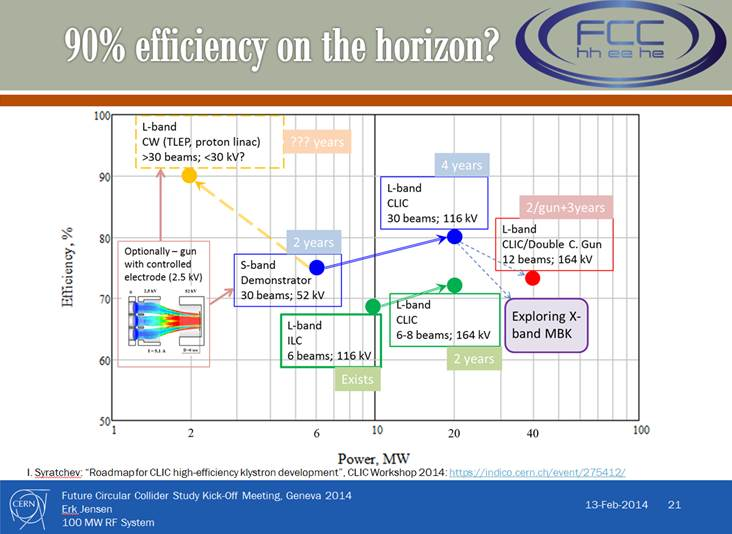 90% efficiency on the horizon?
FCC
hh ee he
100
90
80
70
60
50
Efficiency, %
L-band
CW (TLEP, proton linac)
>30 beams; <30 kV?
??? years
4 years
L-band
CLIC
30 beams; 116 kV
2/gun+3years
L-band
CLIC/Double C. Gun
12 beams; 164 kV
2 years
Optionally – gun
with controlled
electrode (2.5 kV)
0 2.5 kV 52 kV
S-band
Demonstrator
30 beams; 52 kV
L-band
ILC
6 beams; 116 kV
Exists
L-band
CLIC
6-8 beams; 164 kV
2 years
Exploring X-
band MBK
1 2 6 10 20 40 100
Power, MW
I. Syratchev: "Roadmap for CLIC high-efficiency klystron development", CLIC Workshop 2014: https://indico.cern.ch/event/275412/
CERN
Future Circular Collider Study Kick-Off Meeting, Geneva 2014
Erk Jensen
100 MW RF System
13-Feb-2014 21